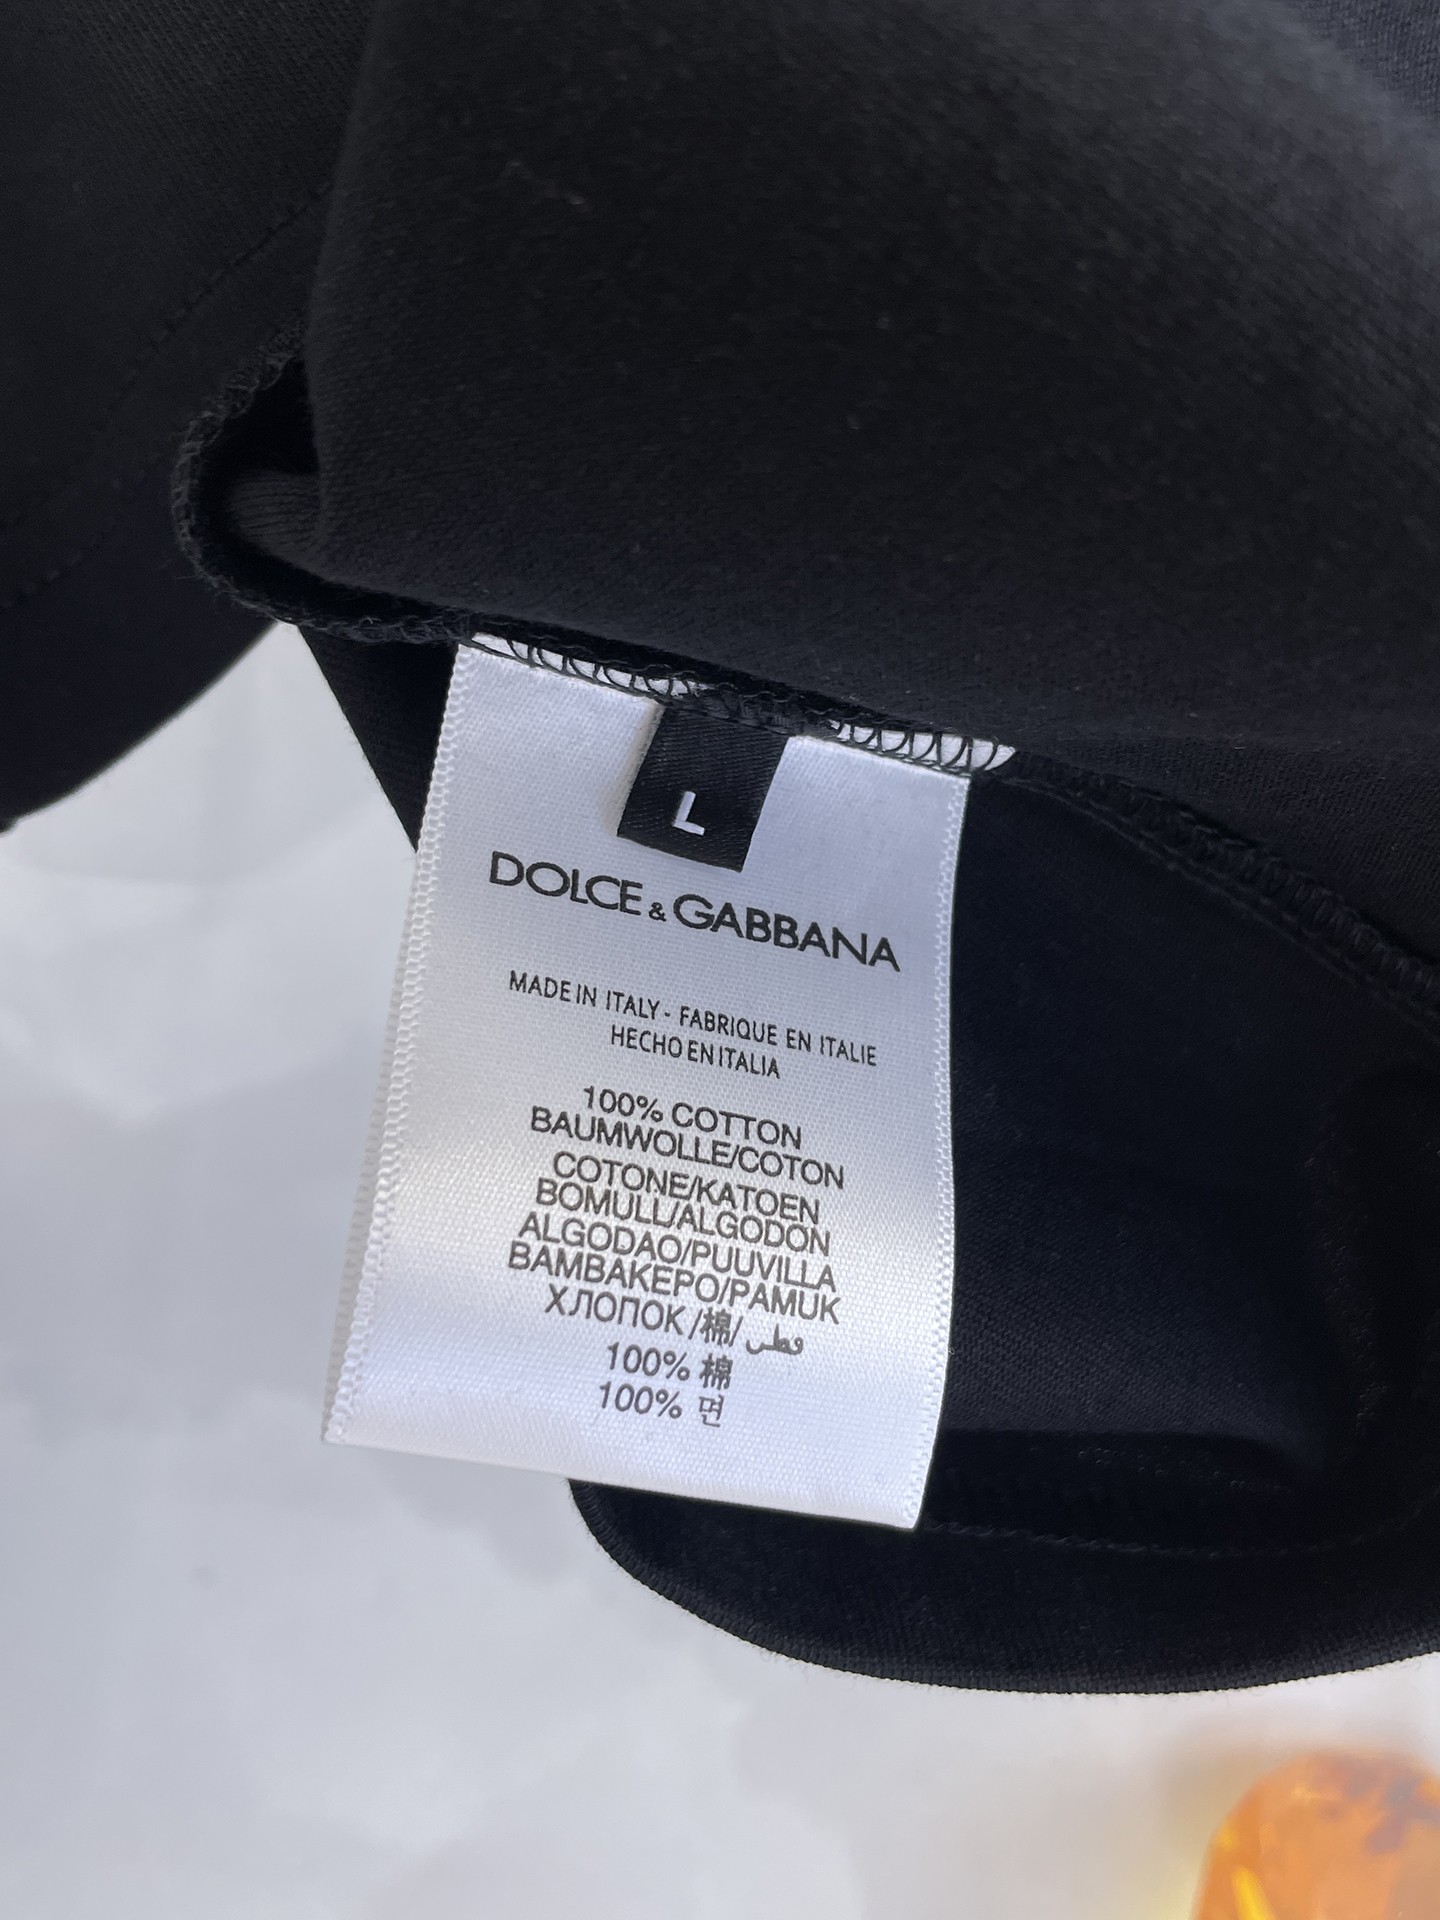 L
DOLCE & GABBANA
MADE IN ITALY - FABRIQUE EN ITALIE
HECHO EN ITALIA
100% COTTON
BAUMWOLLE/COTON
COTONE/KATOEN
BOMULL/ALGODON
ALGODAO/PUUVILLA
BAMBAKEPO/PAMUK
ХЛОПОК /棉/ قطن
100% 棉
100% 면